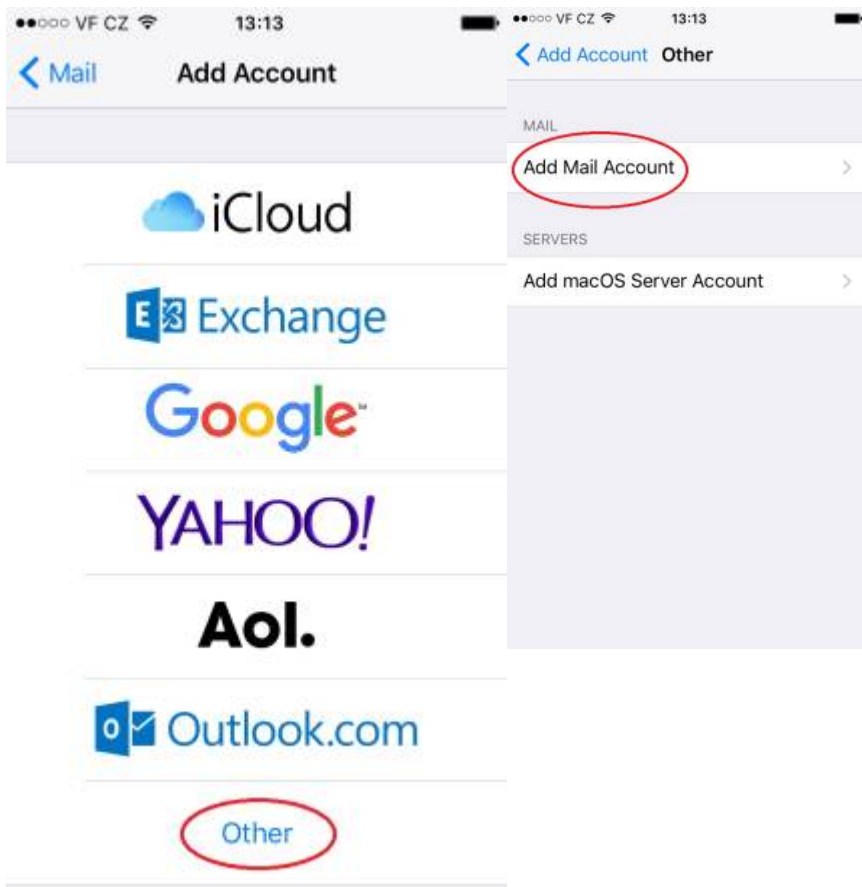 VF CZ 13:13
Mail Add Account
iCloud
Exchange
Google™
YAHOO!
Aol.
Outlook.com
Other
VF CZ 13:13
Add Account Other
MAIL
Add Mail Account
SERVERS
Add macOS Server Account